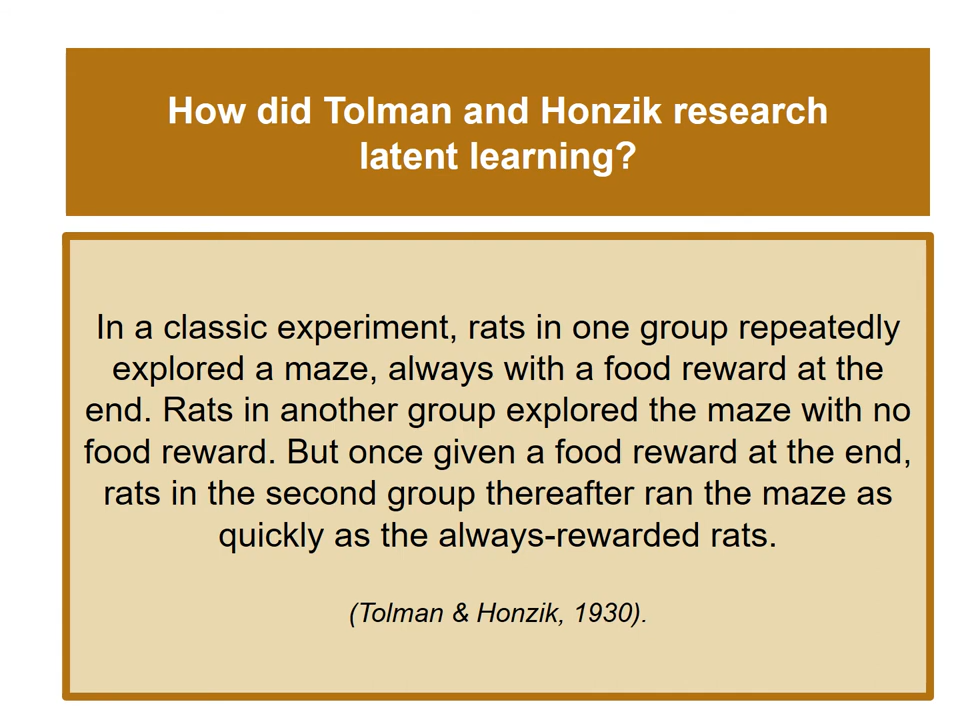 How did Tolman and Honzik research
latent learning?
In a classic experiment, rats in one group repeatedly
explored a maze, always with a food reward at the
end. Rats in another group explored the maze with no
food reward. But once given a food reward at the end,
rats in the second group thereafter ran the maze as
quickly as the always-rewarded rats.
(Tolman & Honzik, 1930).